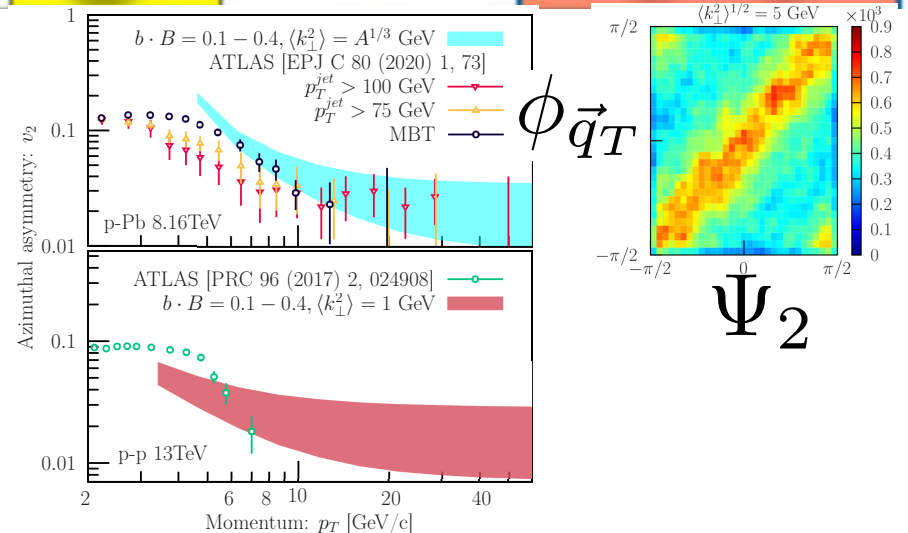 1
0.1
0.01
b · B = 0.1 − 0.4, ⟨k⊥²⟩ = A^{1/3} GeV
ATLAS [EPJ C 80 (2020) 1, 73]
p_T^{jet} > 100 GeV
p_T^{jet} > 75 GeV
MBT
p-Pb 8.16TeV
Azimuthal asymmetry: v₂
ATLAS [PRC 96 (2017) 2, 024908]
b · B = 0.1 − 0.4, ⟨k⊥²⟩ = 1 GeV
0.1
0.01
p-p 13TeV
2 6 8 10 20 40
Momentum: p_T [GeV/c]
⟨k⊥²⟩^{1/2} = 5 GeV
×10³
π/2
−π/2
ϕ_{q⃗_T}
−π/2 0 π/2
Ψ₂
0.9
0.8
0.7
0.6
0.5
0.4
0.3
0.2
0.1
0